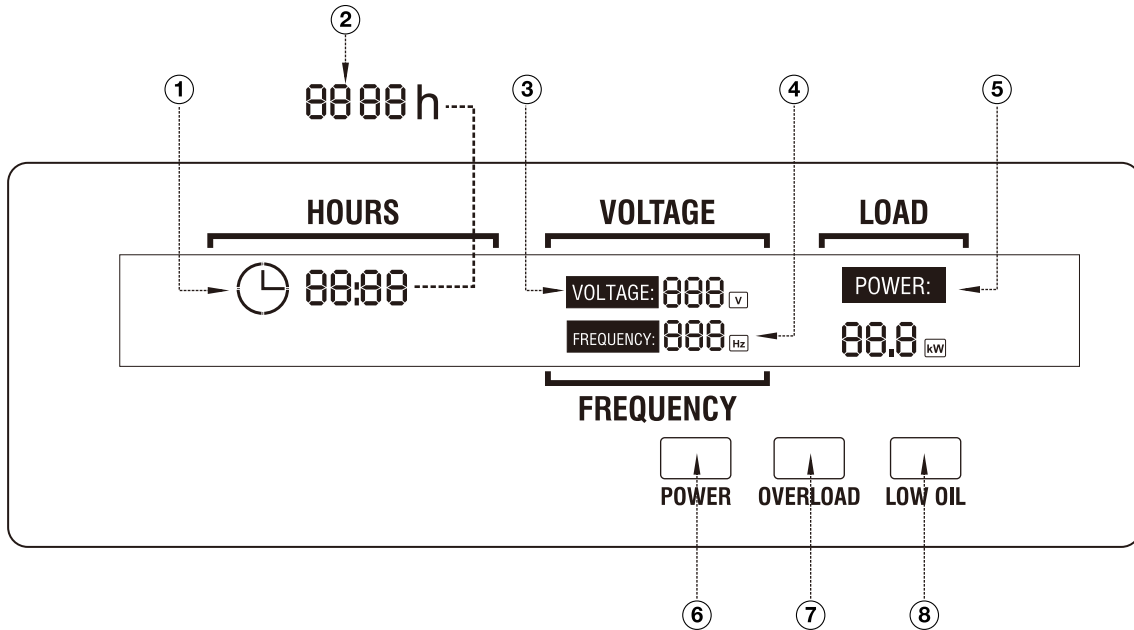 ②
① ③ ④ ⑤
8888 h
HOURS VOLTAGE LOAD
88:88 VOLTAGE: 888 V POWER:
FREQUENCY: 888 Hz 88.8 kW
FREQUENCY
POWER OVERLOAD LOW OIL
⑥ ⑦ ⑧